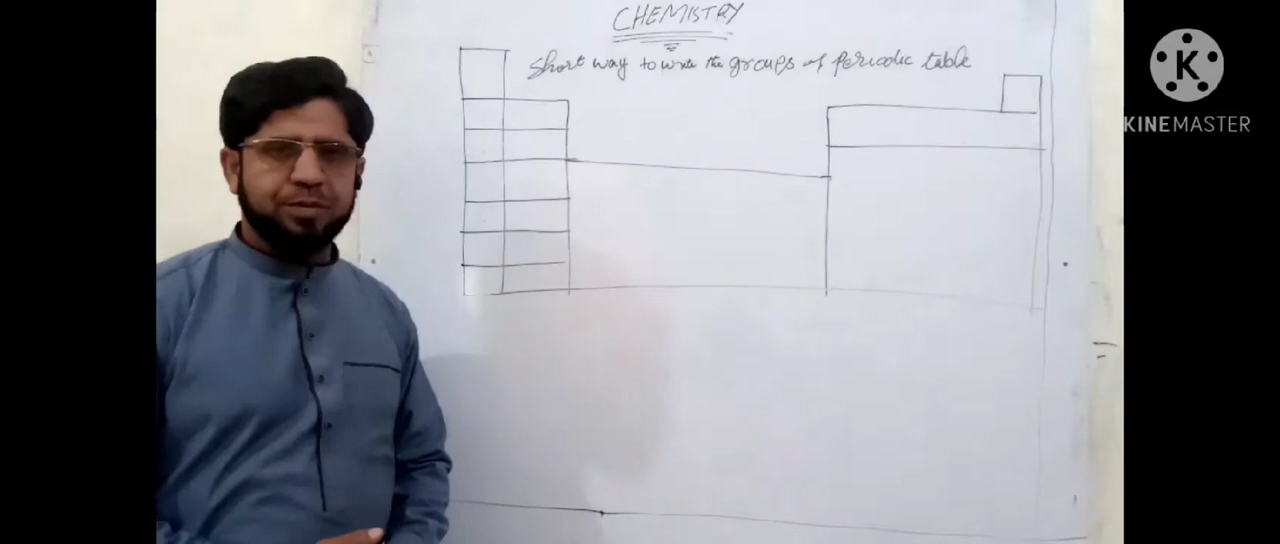 CHEMISTRY
Short way to write the groups of periodic table
K
KINEMASTER